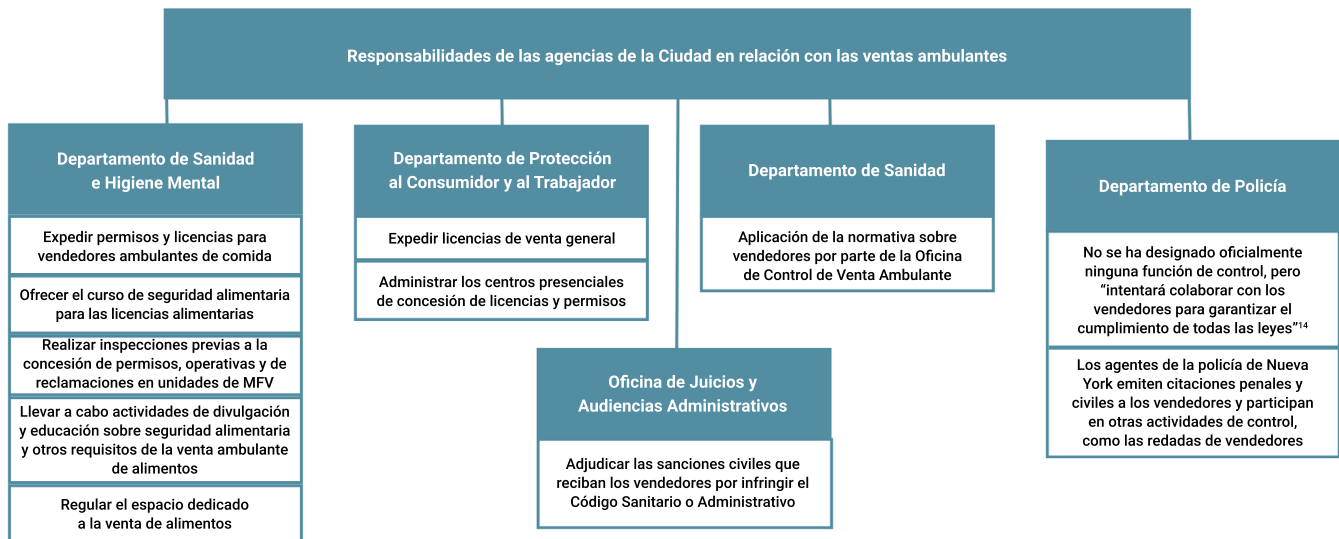 Responsabilidades de las agencias de la Ciudad en relación con las ventas ambulantes
Departamento de Sanidad
e Higiene Mental
Expedir permisos y licencias para
vendedores ambulantes de comida
Ofrecer el curso de seguridad alimentaria
para las licencias alimentarias
Realizar inspecciones previas a la
concesión de permisos, operativas y de
reclamaciones en unidades de MFV
Llevar a cabo actividades de divulgación
y educación sobre seguridad alimentaria
y otros requisitos de la venta ambulante
de alimentos
Regular el espacio dedicado
a la venta de alimentos
Departamento de Protección
al Consumidor y al Trabajador
Expedir licencias de venta general
Administrar los centros presenciales
de concesión de licencias y permisos
Oficina de Juicios y
Audiencias Administrativos
Adjudicar las sanciones civiles que
reciban los vendedores por infringir el
Código Sanitario o Administrativo
Departamento de Sanidad
Aplicación de la normativa sobre
vendedores por parte de la Oficina
de Control de Venta Ambulante
Departamento de Policía
No se ha designado oficialmente
ninguna función de control, pero
“intentará colaborar con los
vendedores para garantizar el
cumplimiento de todas las leyes”¹⁴
Los agentes de la policía de Nueva
York emiten citaciones penales y
civiles a los vendedores y participan
en otras actividades de control,
como las redadas de vendedores